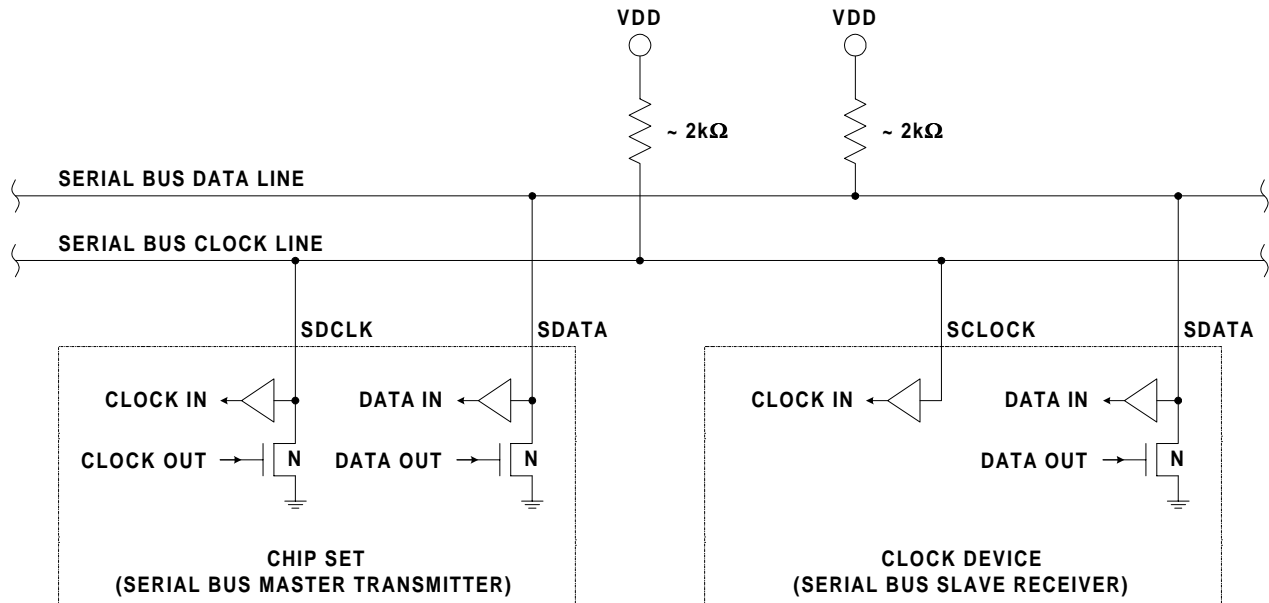 VDD
VDD
~ 2kΩ
~ 2kΩ
SERIAL BUS DATA LINE
SERIAL BUS CLOCK LINE
SDCLK
SDATA
SCLOCK
SDATA
CLOCK IN
DATA IN
CLOCK IN
DATA IN
CLOCK OUT
N
DATA OUT
N
DATA OUT
N
CHIP SET
(SERIAL BUS MASTER TRANSMITTER)
CLOCK DEVICE
(SERIAL BUS SLAVE RECEIVER)